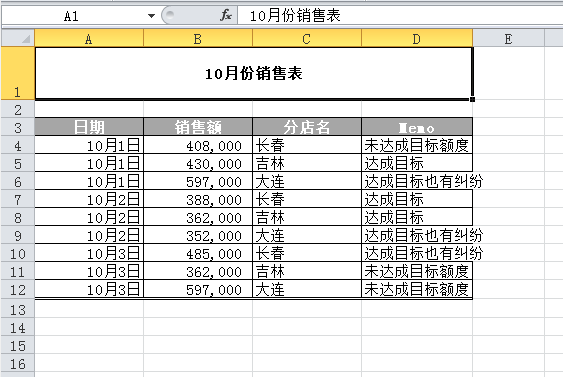 A1 fx 10月份销售表
A B C D E
1 10月份销售表
2
3 日期 销售额 分店名 Memo
4 10月1日 408,000 长春 未达成目标额度
5 10月1日 430,000 吉林 达成目标
6 10月1日 597,000 大连 达成目标也有纠纷
7 10月2日 388,000 长春 达成目标
8 10月2日 362,000 吉林 达成目标
9 10月2日 352,000 大连 达成目标也有纠纷
10 10月3日 485,000 长春 达成目标也有纠纷
11 10月3日 362,000 吉林 未达成目标额度
12 10月3日 597,000 大连 未达成目标额度
13
14
15
16